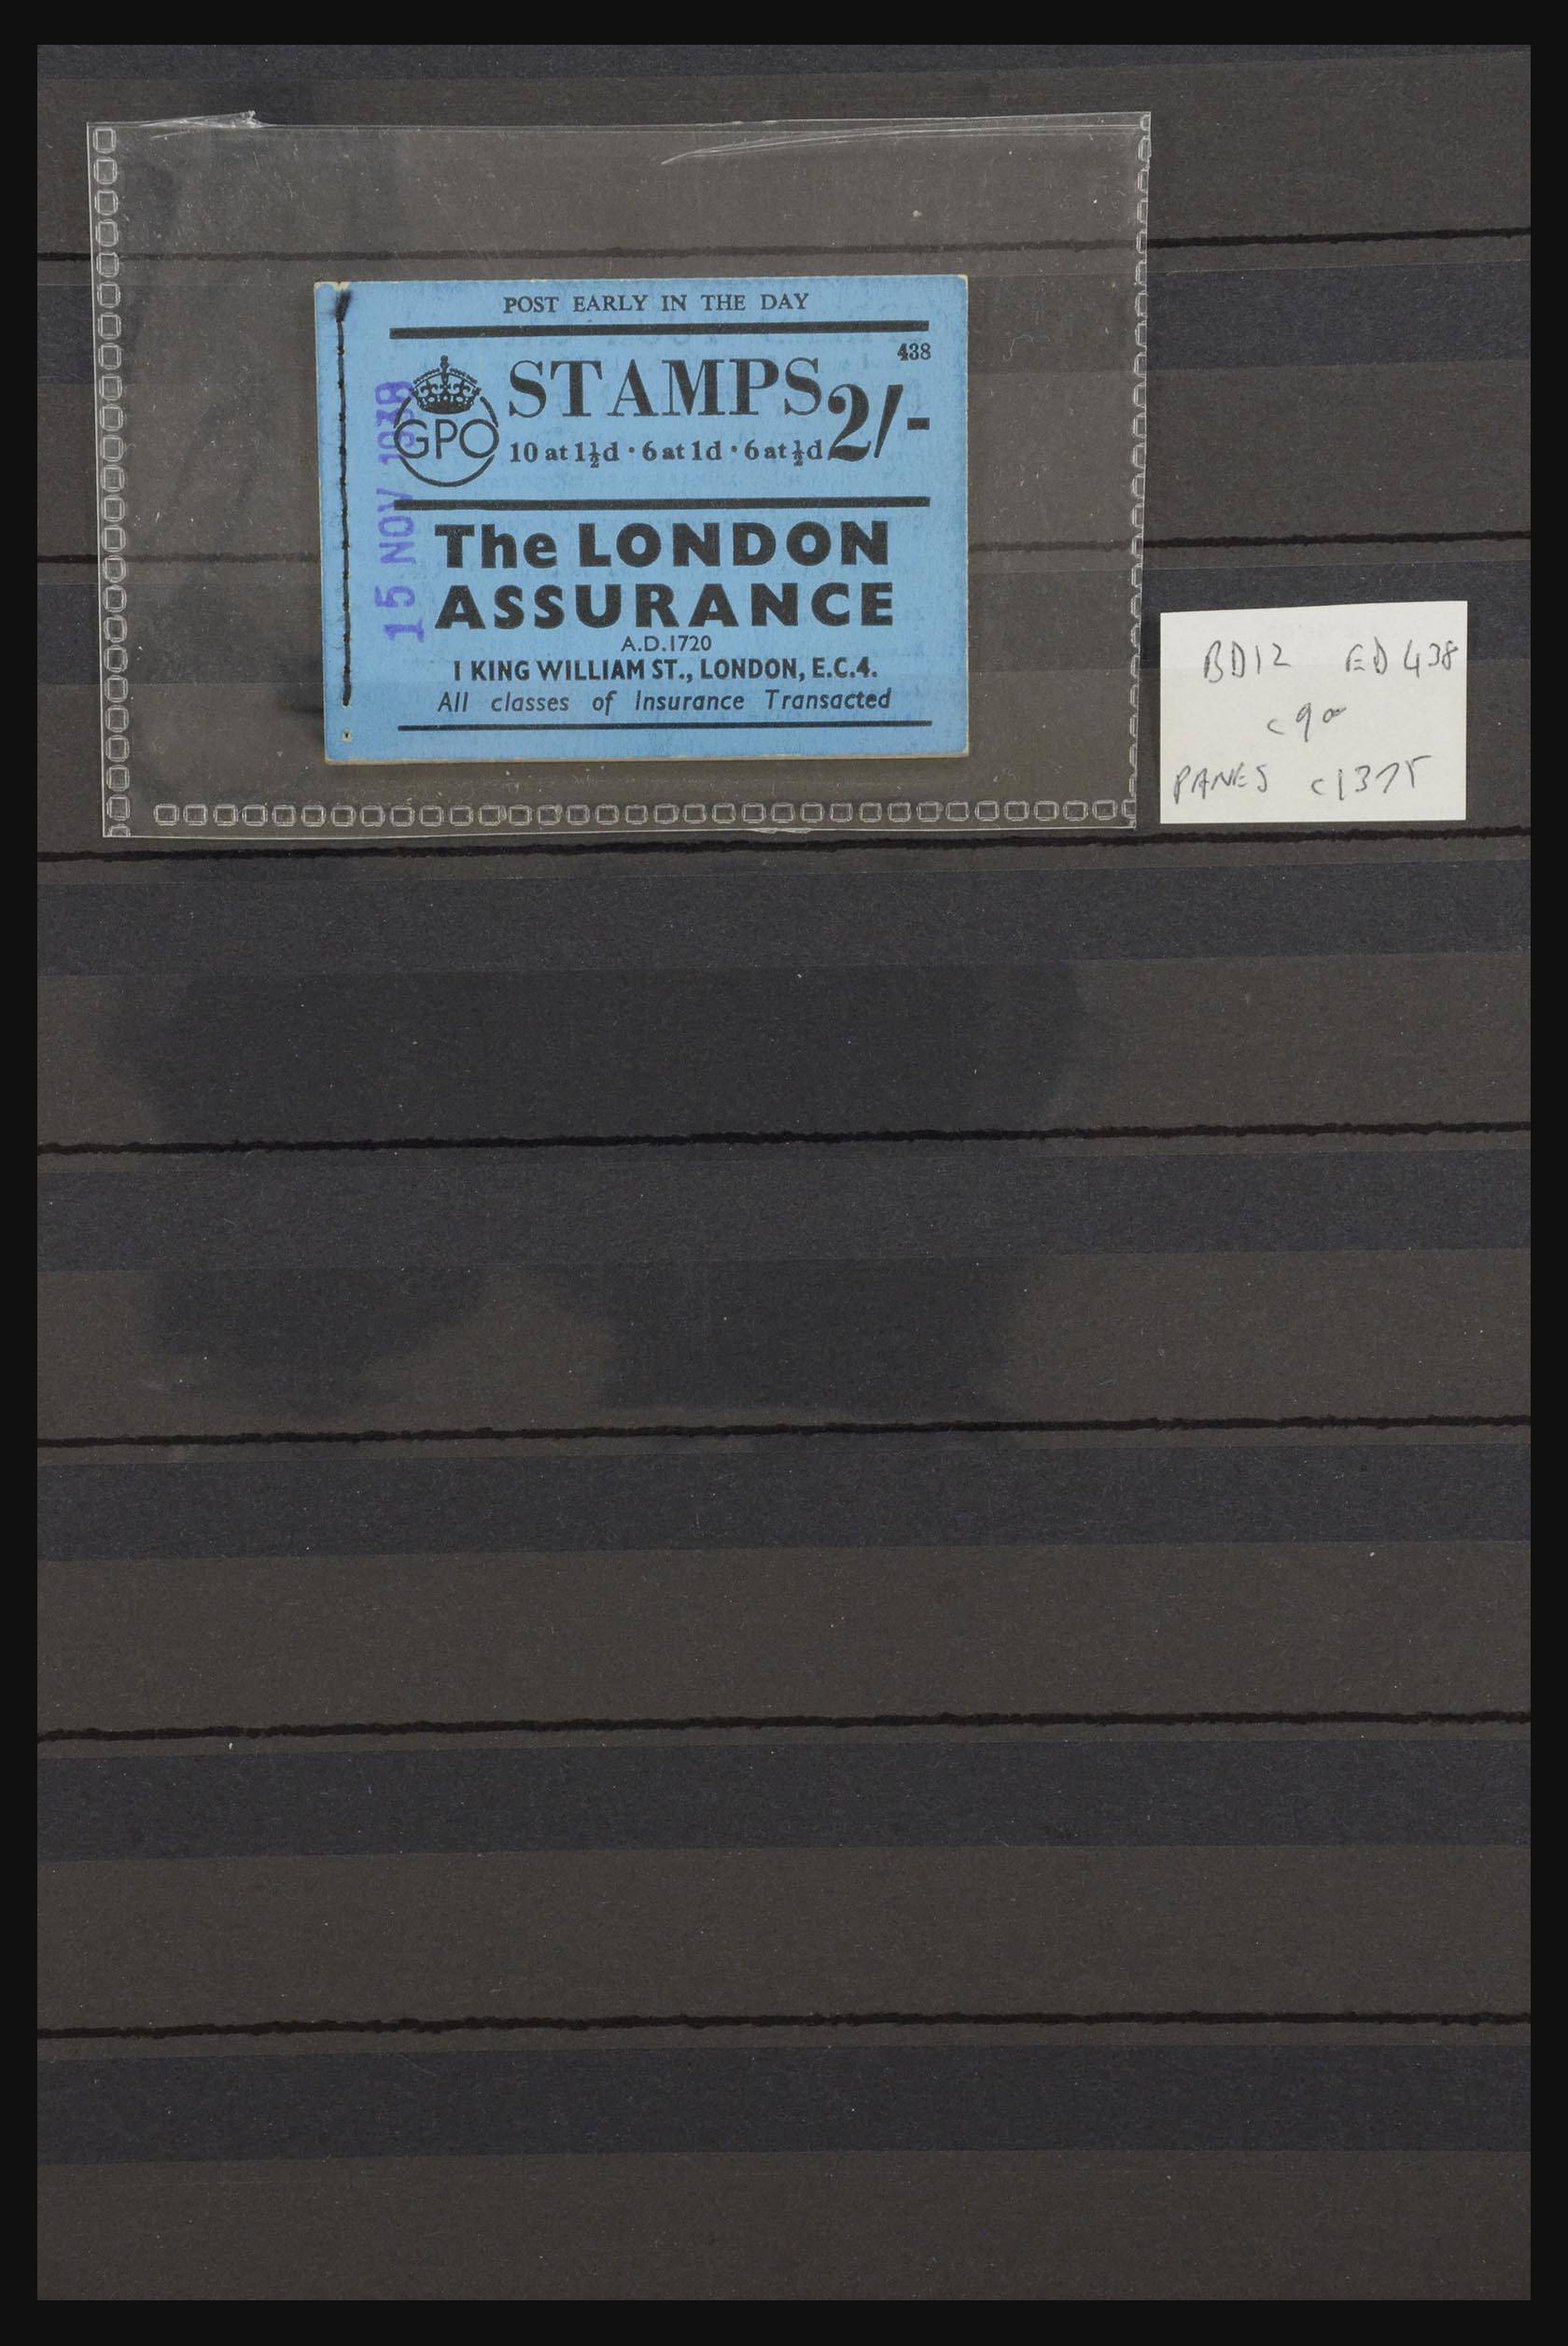 POST EARLY IN THE DAY
438
GPO
STAMPS 2/-
10 at 1½d · 6 at 1d · 6 at ½d
15 NOV 1938
The LONDON
ASSURANCE
A.D.1720
1 KING WILLIAM ST., LONDON, E.C.4.
All classes of Insurance Transacted
BD12 ED 438
PANES c1375